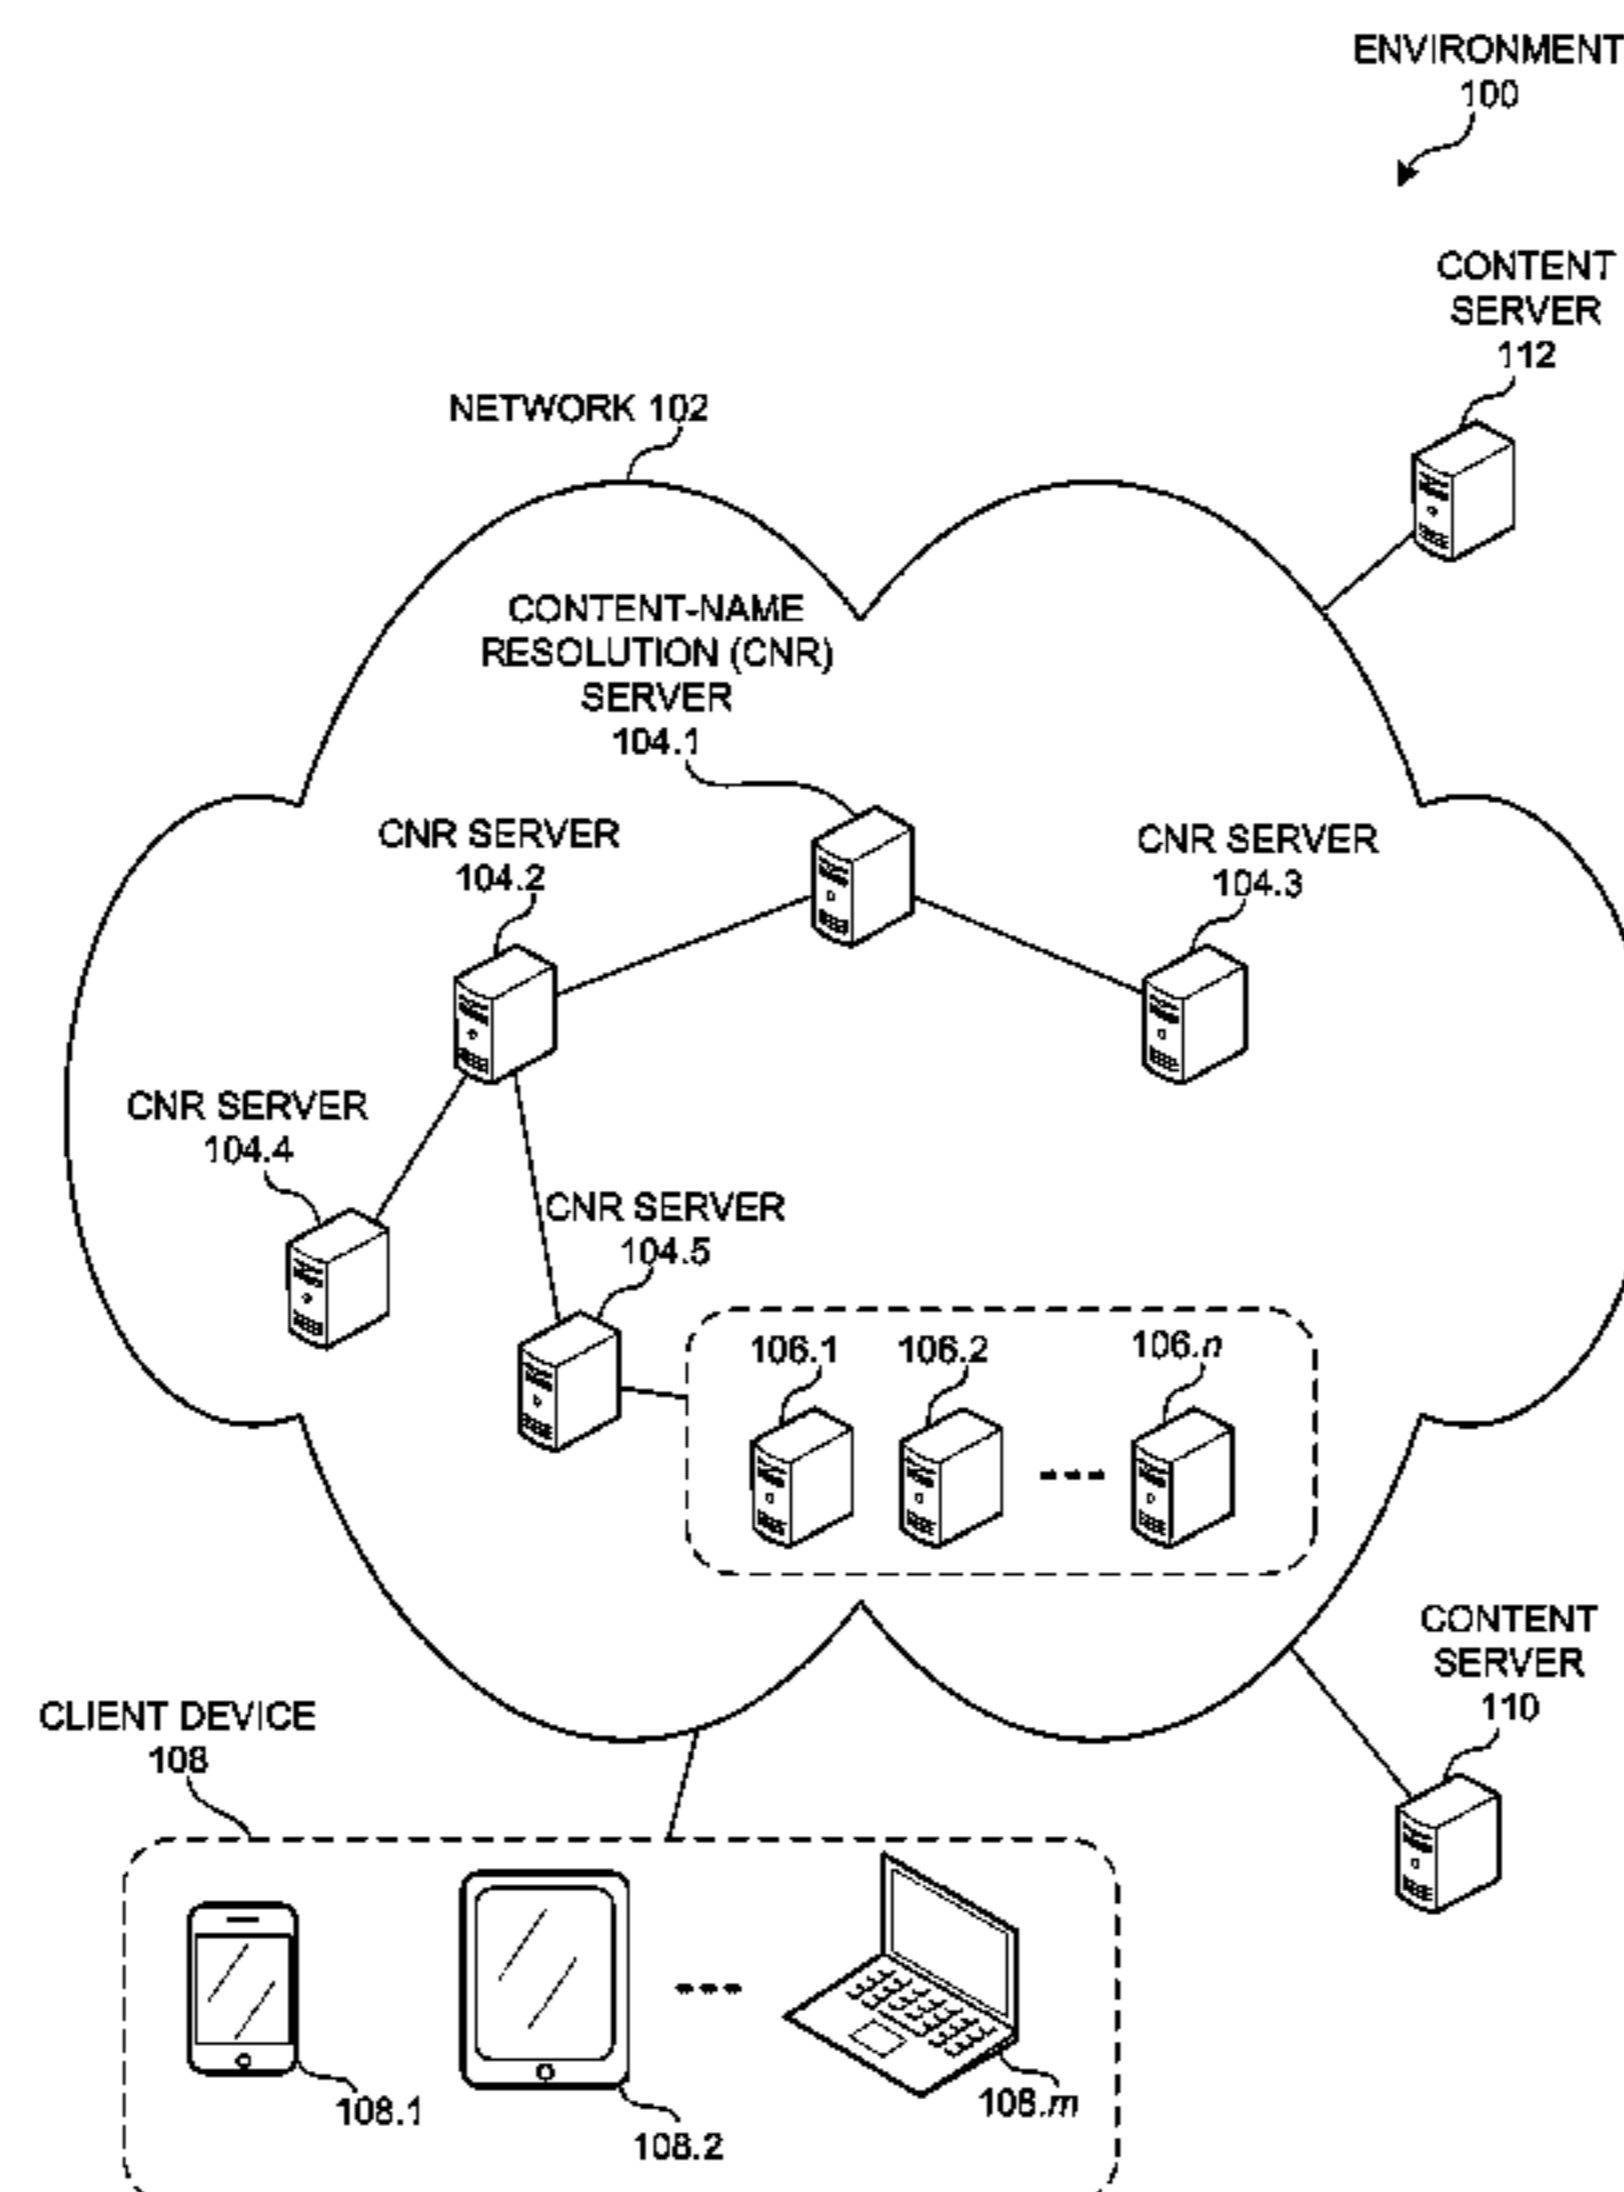 ENVIRONMENT
100
CONTENT
SERVER
112
NETWORK 102
CONTENT-NAME
RESOLUTION (CNR)
SERVER
104.1
CNR SERVER
104.2
CNR SERVER
104.3
CNR SERVER
104.4
CNR SERVER
104.5
106.1
106.2
106.n
CONTENT
SERVER
110
CLIENT DEVICE
108
108.1
108.2
108.m